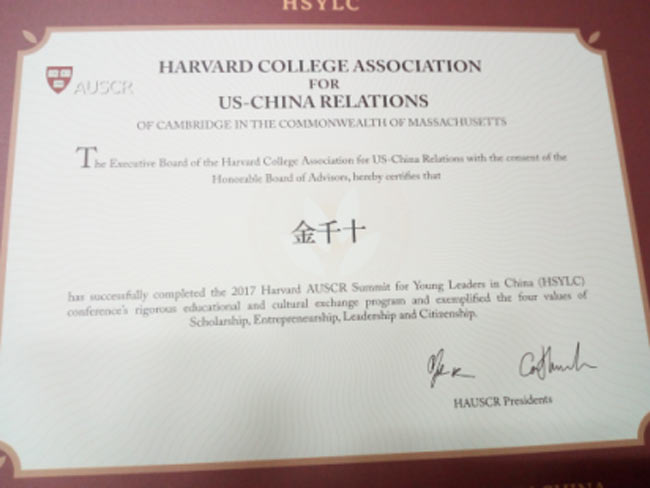 HSYLC
AUSCR
HARVARD COLLEGE ASSOCIATION
FOR
US-CHINA RELATIONS
OF CAMBRIDGE IN THE COMMONWEALTH OF MASSACHUSETTS
The Executive Board of the Harvard College Association for US-China Relations with the consent of the
Honorable Board of Advisors, hereby certifies that
金千十
has successfully completed the 2017 Harvard AUSCR Summit for Young Leaders in China (HSYLC)
conference's rigorous educational and cultural exchange program and exemplified the four values of
Scholarship, Entrepreneurship, Leadership and Citizenship.
HAUSCR Presidents
CHINA